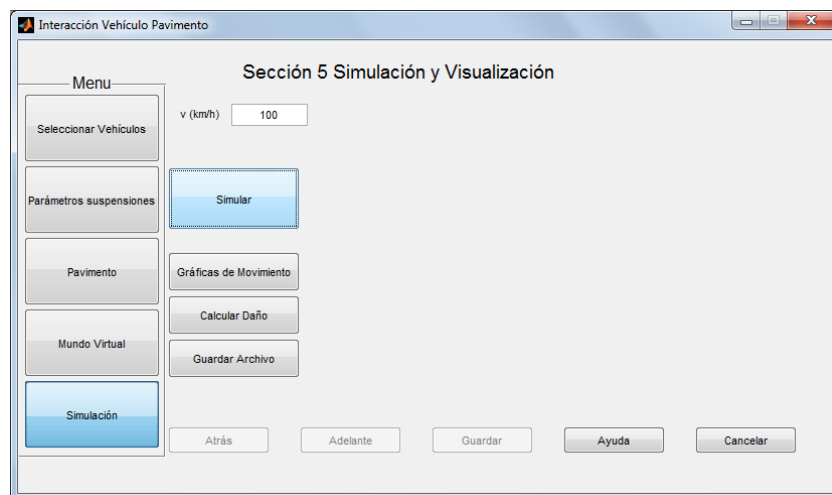 Interacción Vehículo Pavimento
Sección 5 Simulación y Visualización
Menu
Seleccionar Vehículos
Parámetros suspensiones
Pavimento
Mundo Virtual
Simulación
v (km/h) 100
Simular
Gráficas de Movimiento
Calcular Daño
Guardar Archivo
Atrás Adelante Guardar Ayuda Cancelar